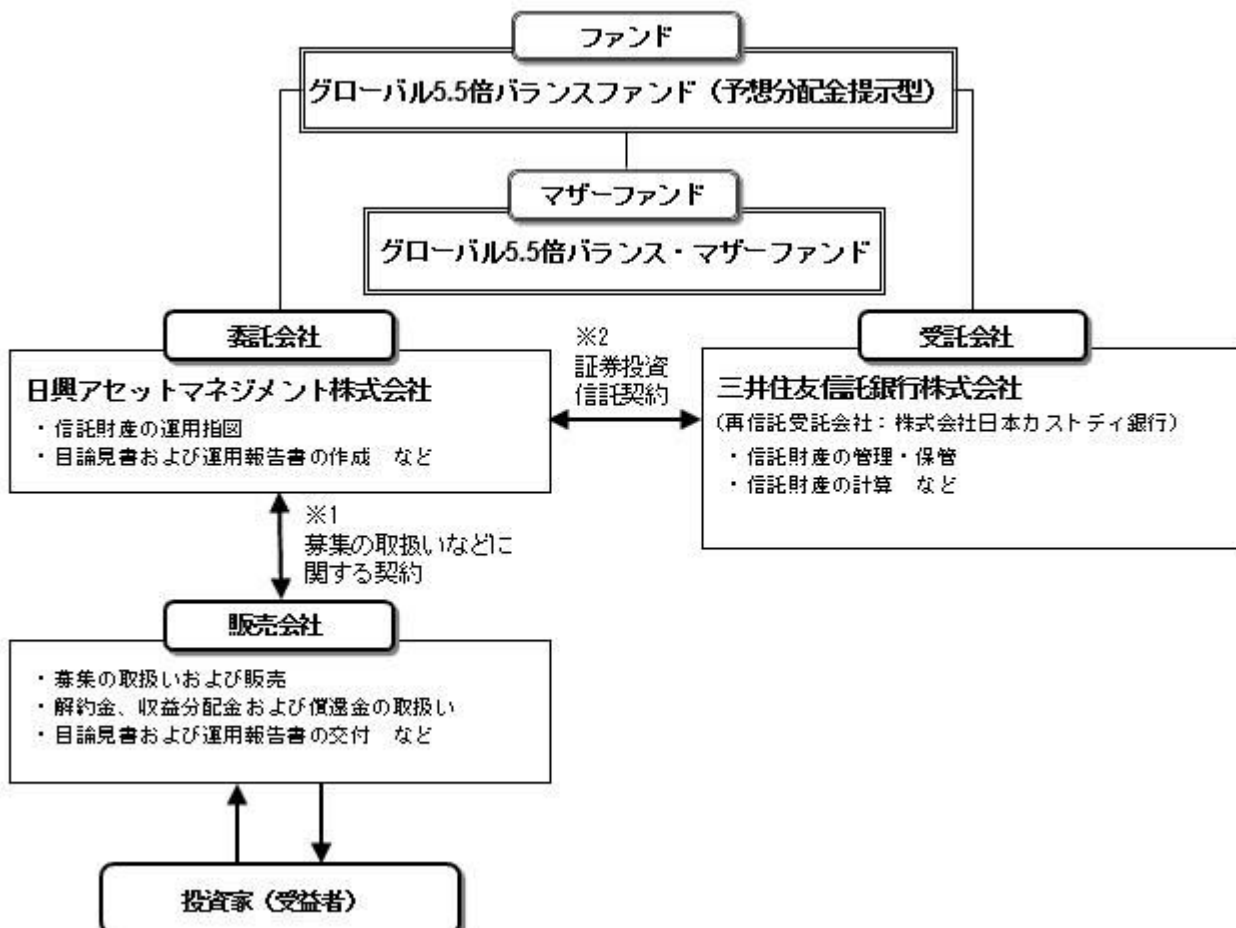 ファンド
グローバル5.5倍バランスファンド（予想分配金提示型）
マザーファンド
グローバル5.5倍バランス・マザーファンド
委託会社
日興アセットマネジメント株式会社
・信託財産の運用指図
・目論見書および運用報告書の作成　など
※2
証券投資
信託契約
受託会社
三井住友信託銀行株式会社
（再信託受託会社：株式会社日本カストディ銀行）
・信託財産の管理・保管
・信託財産の計算　など
※1
募集の取扱いなどに
関する契約
販売会社
・募集の取扱いおよび販売
・解約金、収益分配金および償還金の取扱い
・目論見書および運用報告書の交付　など
投資家（受益者）